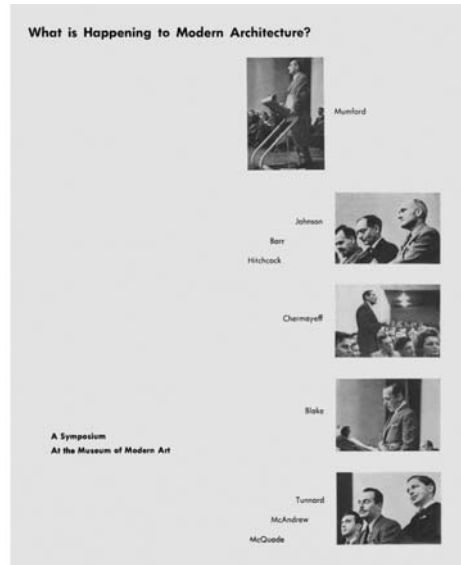 What is Happening to Modern Architecture?
Mumford
Johnson
Barr
Hitchcock
Chermayeff
Blake
A Symposium
At the Museum of Modern Art
Tunnard
McAndrew
McQuade